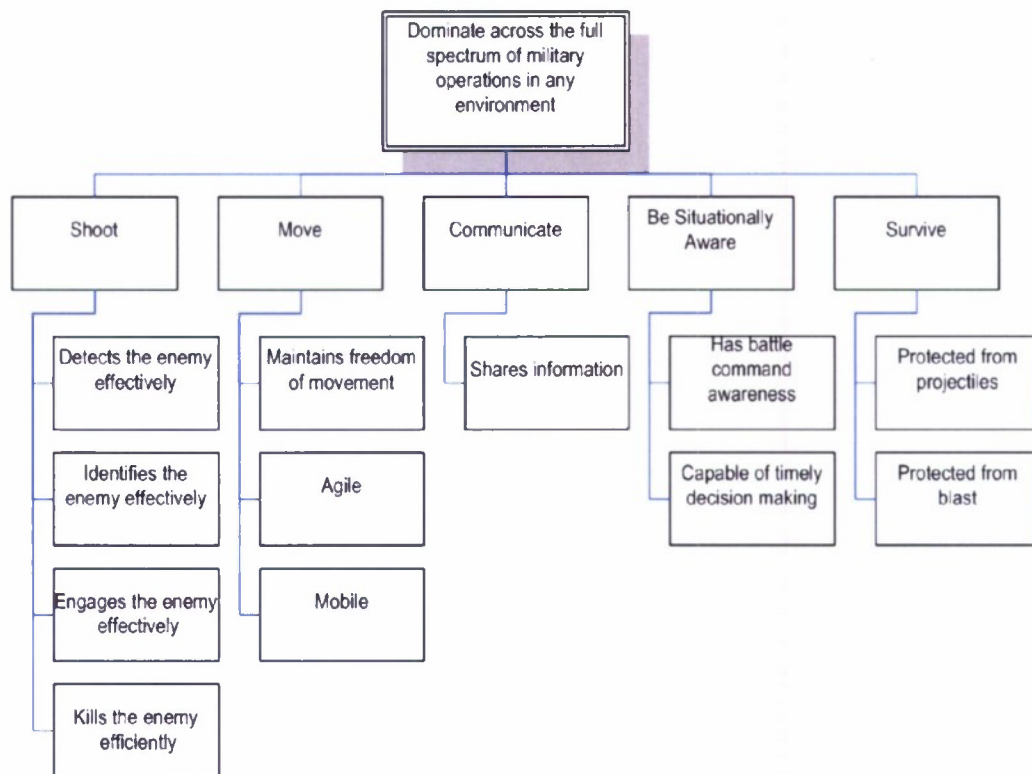 Dominate across the full
spectrum of military
operations in any
environment
Shoot
Move
Communicate
Be Situationally
Aware
Survive
Detects the enemy
effectively
Identifies the
enemy effectively
Engages the enemy
effectively
Kills the enemy
efficiently
Maintains freedom
of movement
Agile
Mobile
Shares information
Has battle
command
awareness
Capable of timely
decision making
Protected from
projectiles
Protected from
blast